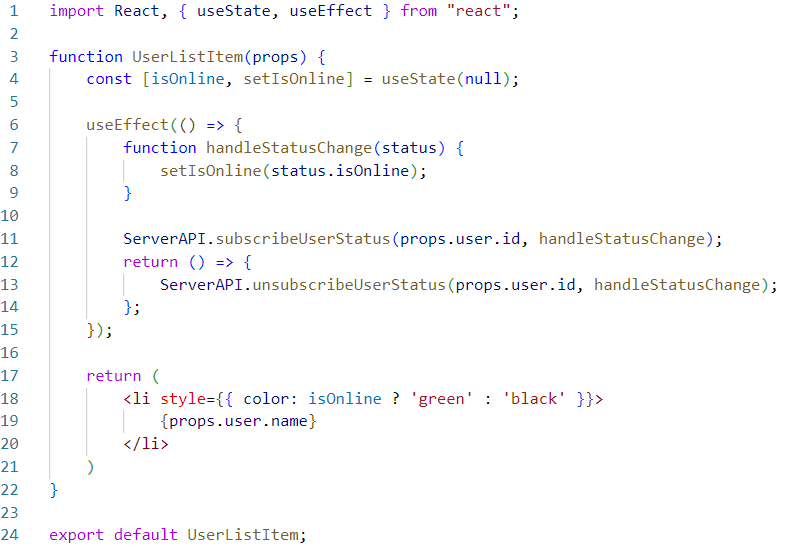 1 import React, { useState, useEffect } from "react";
2
3 function UserListItem(props) {
4     const [isOnline, setIsOnline] = useState(null);
5
6     useEffect(() => {
7         function handleStatusChange(status) {
8             setIsOnline(status.isOnline);
9         }
10
11         ServerAPI.subscribeUserStatus(props.user.id, handleStatusChange);
12         return () => {
13             ServerAPI.unsubscribeUserStatus(props.user.id, handleStatusChange);
14         };
15     });
16
17     return (
18         <li style={{ color: isOnline ? 'green' : 'black' }}>
19             {props.user.name}
20         </li>
21     )
22 }
23
24 export default UserListItem;